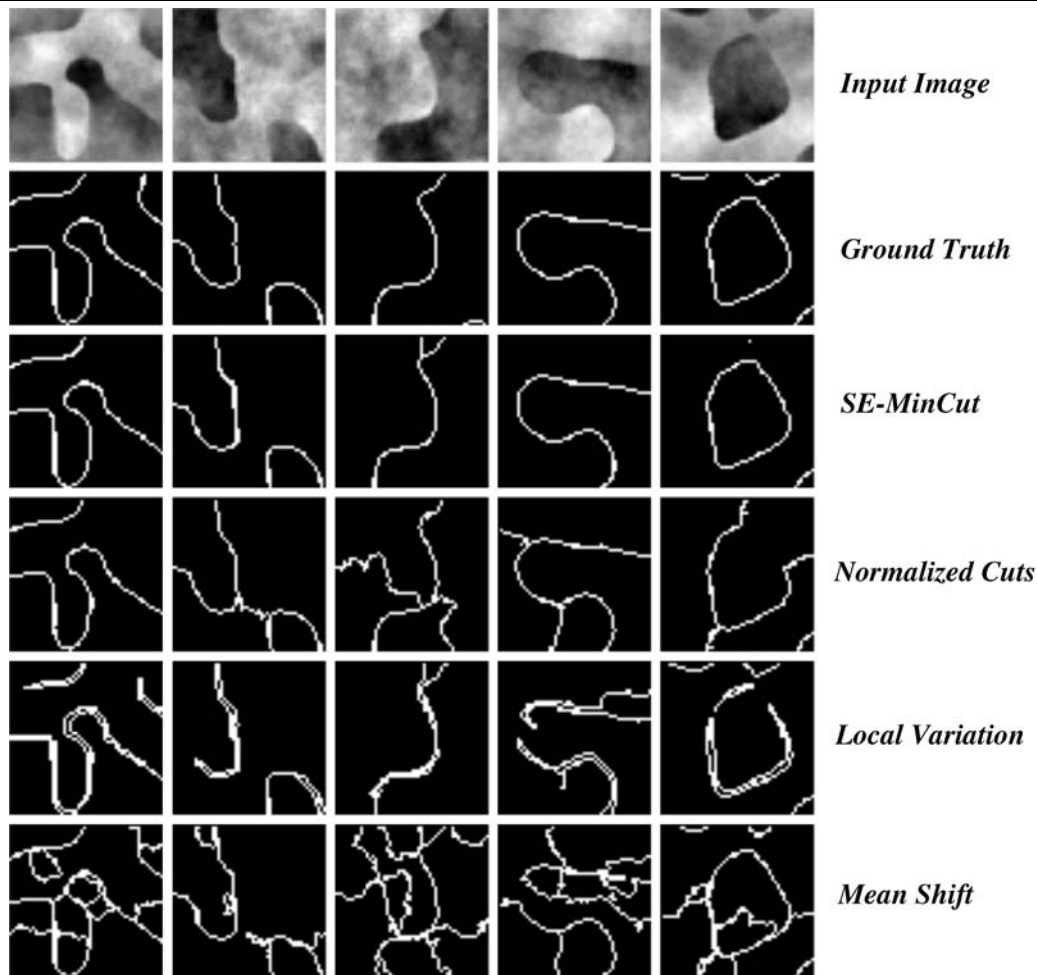 Input Image
Ground Truth
SE-MinCut
Normalized Cuts
Local Variation
Mean Shift